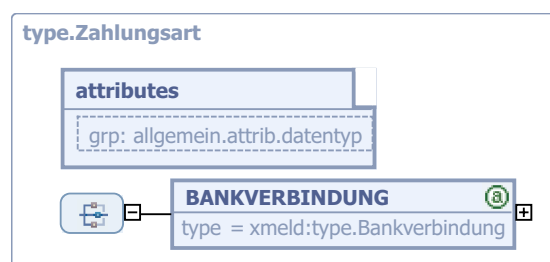 type.Zahlungsart
attributes
grp: allgemein.attrib.datentyp
BANKVERBINDUNG
a
type = xmeld:type.Bankverbindung